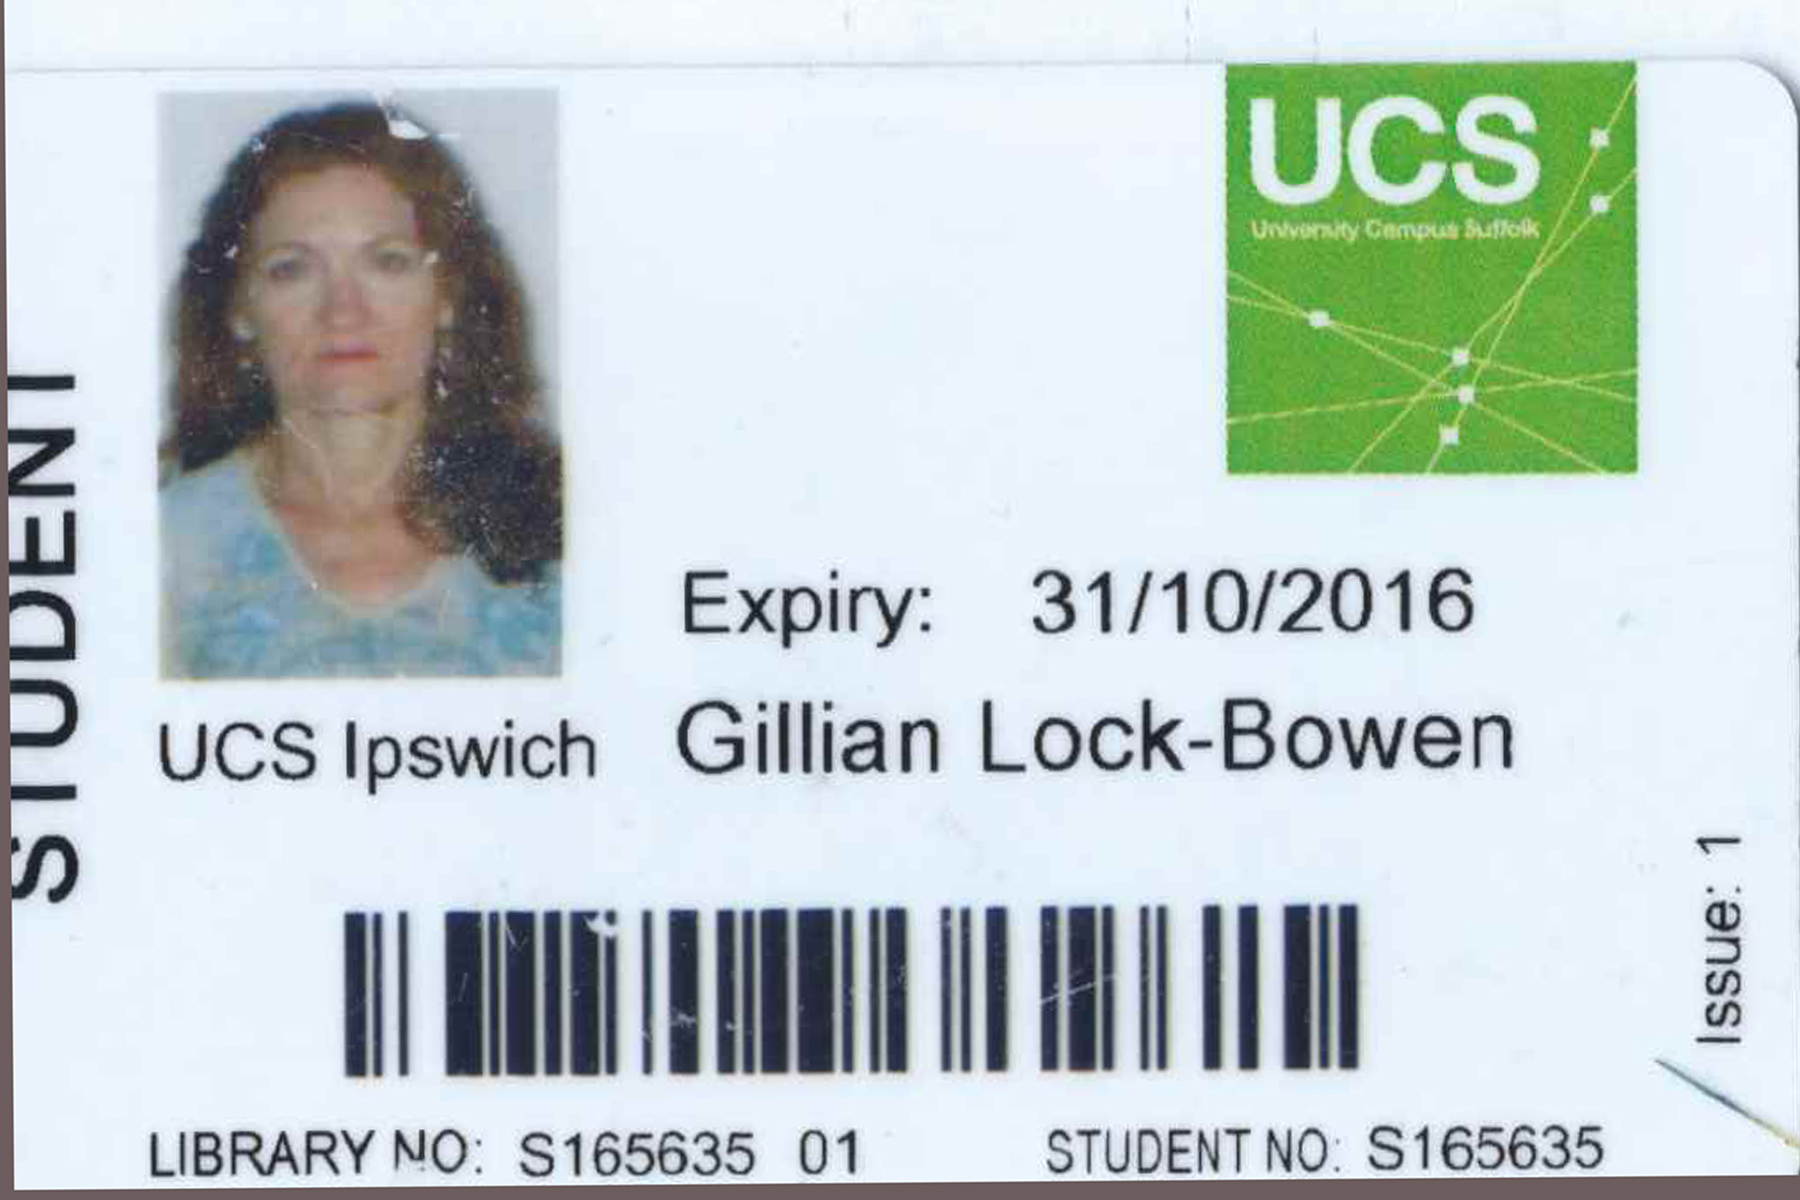 STUDENT
UCS
University Campus Suffolk
Expiry: 31/10/2016
UCS Ipswich
Gillian Lock-Bowen
Issue: 1
LIBRARY NO: S165635 01
STUDENT NO: S165635